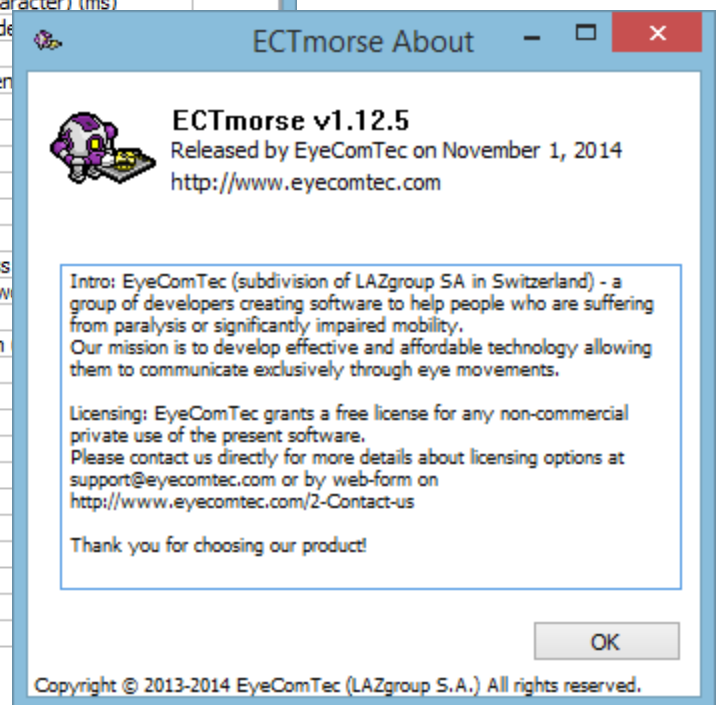 aracter) (ms)
ECTmorse About
ECTmorse v1.12.5
Released by EyeComTec on November 1, 2014
http://www.eyecomtec.com
Intro: EyeComTec (subdivision of LAZgroup SA in Switzerland) - a
group of developers creating software to help people who are suffering
from paralysis or significantly impaired mobility.
Our mission is to develop effective and affordable technology allowing
them to communicate exclusively through eye movements.
Licensing: EyeComTec grants a free license for any non-commercial
private use of the present software.
Please contact us directly for more details about licensing options at
support@eyecomtec.com or by web-form on
http://www.eyecomtec.com/2-Contact-us
Thank you for choosing our product!
OK
Copyright © 2013-2014 EyeComTec (LAZgroup S.A.) All rights reserved.